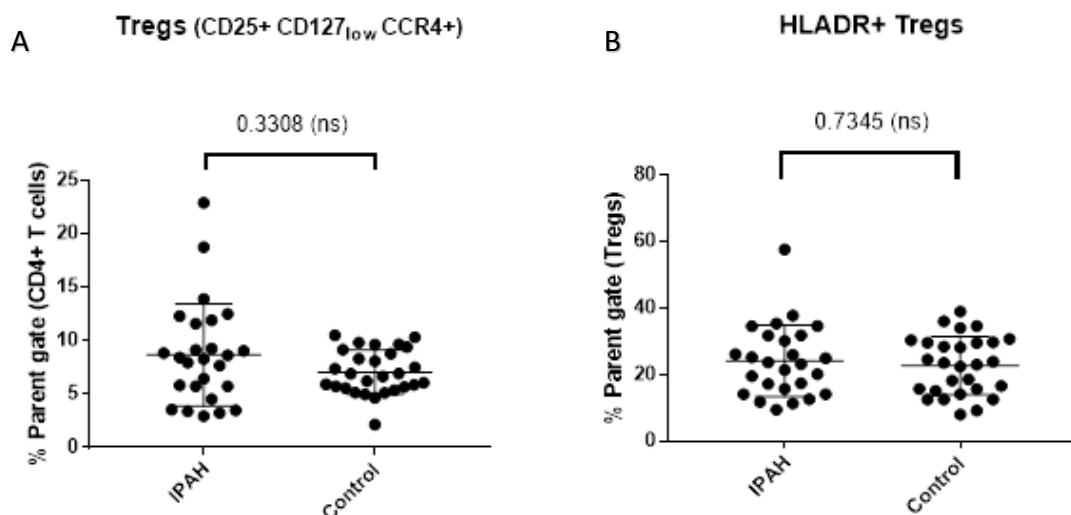 A
Tregs (CD25+ CD127low CCR4+)
0.3308 (ns)
% Parent gate (CD4+ T cells)
25
20
15
10
5
0
IPAH
Control
B
HLADR+ Tregs
0.7345 (ns)
% Parent gate (Tregs)
80
60
40
20
0
IPAH
Control